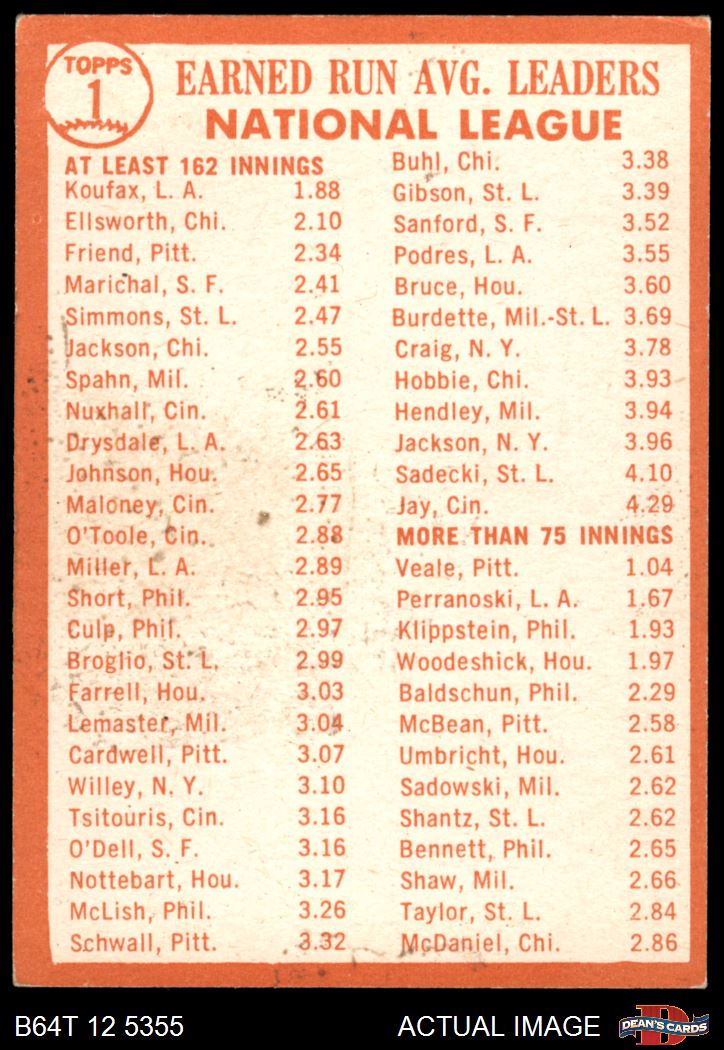 TOPPS
1
EARNED RUN AVG. LEADERS
NATIONAL LEAGUE
AT LEAST 162 INNINGS
Koufax, L. A. 1.88
Ellsworth, Chi. 2.10
Friend, Pitt. 2.34
Marichal, S. F. 2.41
Simmons, St. L. 2.47
Jackson, Chi. 2.55
Spahn, Mil. 2.60
Nuxhall, Cin. 2.61
Drysdale, L. A. 2.63
Johnson, Hou. 2.65
Maloney, Cin. 2.77
O'Toole, Cin. 2.88
Miller, L. A. 2.89
Short, Phil. 2.95
Culp, Phil. 2.97
Broglio, St. L. 2.99
Farrell, Hou. 3.03
Lemaster, Mil. 3.04
Cardwell, Pitt. 3.07
Willey, N. Y. 3.10
Tsitouris, Cin. 3.16
O'Dell, S. F. 3.16
Nottebart, Hou. 3.17
McLish, Phil. 3.26
Schwall, Pitt. 3.32
Buhl, Chi. 3.38
Gibson, St. L. 3.39
Sanford, S. F. 3.52
Podres, L. A. 3.55
Bruce, Hou. 3.60
Burdette, Mil.-St. L. 3.69
Craig, N. Y. 3.78
Hobbie, Chi. 3.93
Hendley, Mil. 3.94
Jackson, N. Y. 3.96
Sadecki, St. L. 4.10
Jay, Cin. 4.29
MORE THAN 75 INNINGS
Veale, Pitt. 1.04
Perranoski, L. A. 1.67
Klippstein, Phil. 1.93
Woodeshick, Hou. 1.97
Baldschun, Phil. 2.29
McBean, Pitt. 2.58
Umbricht, Hou. 2.61
Sadowski, Mil. 2.62
Shantz, St. L. 2.62
Bennett, Phil. 2.65
Shaw, Mil. 2.66
Taylor, St. L. 2.84
McDaniel, Chi. 2.86
B64T 12 5355
ACTUAL IMAGE
D
DEAN'S CARDS